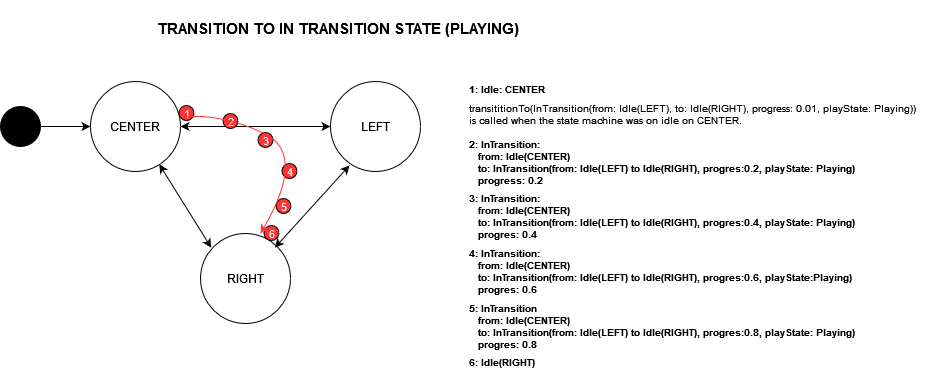 TRANSITION TO IN TRANSITION STATE (PLAYING)
CENTER
LEFT
RIGHT
1
2
3
4
5
6
1: Idle: CENTER
transititionTo(InTransition(from: Idle(LEFT), to: Idle(RIGHT), progress: 0.01, playState: Playing))
is called when the state machine was on idle on CENTER.
2: InTransition:
from: Idle(CENTER)
to: InTransition(from: Idle(LEFT) to Idle(RIGHT), progres:0.2, playState: Playing)
progress: 0.2
3: InTransition:
from: Idle(CENTER)
to: InTransition(from: Idle(LEFT) to Idle(RIGHT), progres:0.4, playState:Playing)
progres: 0.4
4: InTransition:
from: Idle(CENTER)
to: InTransition(from: Idle(LEFT) to Idle(RIGHT), progres:0.6, playState:Playing)
progres: 0.6
5: InTransition
from: Idle(CENTER)
to: InTransition(from: Idle(LEFT) to Idle(RIGHT), progres:0.8, playState: Playing)
progres: 0.8
6: Idle(RIGHT)